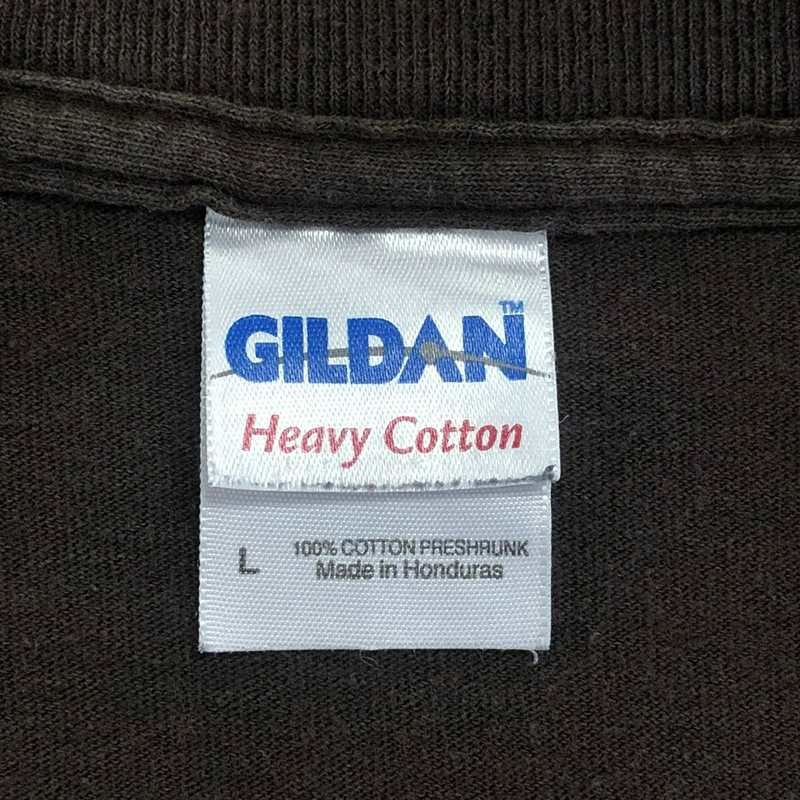 GILDAN™
Heavy Cotton
L 100% COTTON PRESHRUNK
Made in Honduras